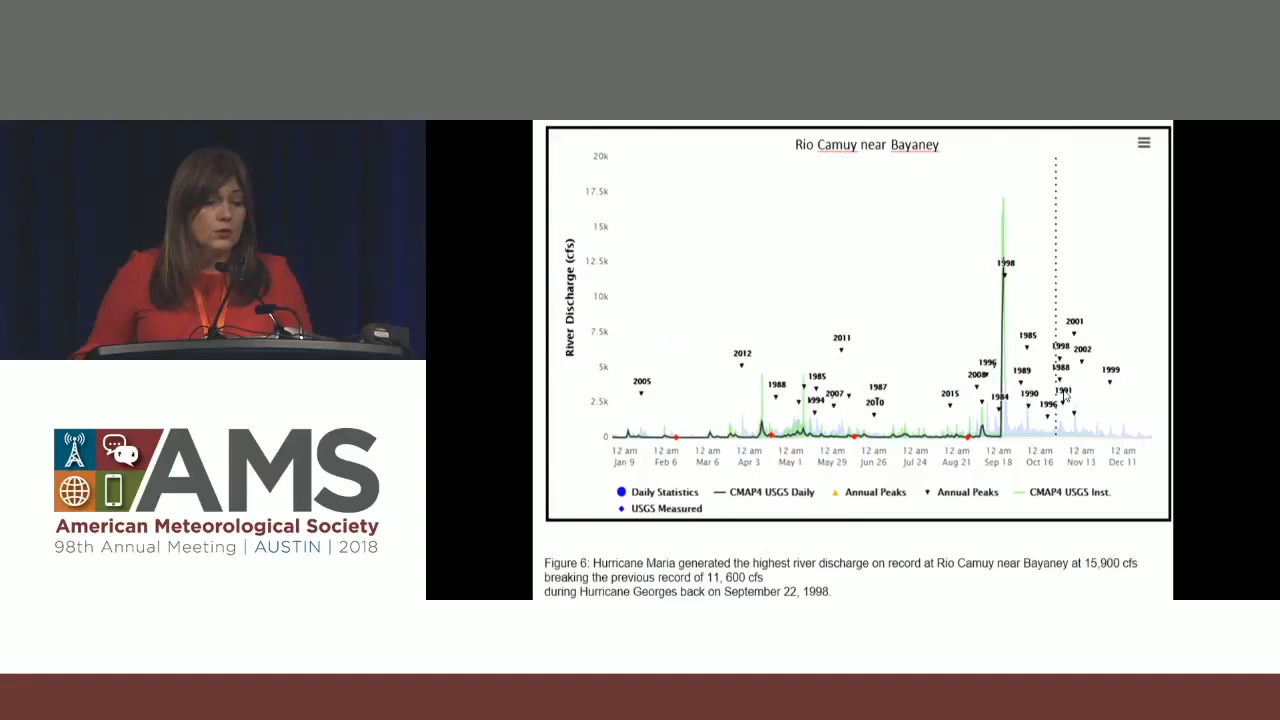 Rio Camuy near Bayaney
20k
17.5k
15k
12.5k
10k
7.5k
5k
2.5k
0
River Discharge (cfs)
1998
2001
2011
1985
1998
2002
2012
1996
1988
1999
2005
1988
1985
2008
1989
1994
2007
1987
2010
2015
1984
1990
1996
1991
12 am 12 am 12 am 12 am 12 am 12 am 12 am 12 am 12 am 12 am 12 am 12 am 12 am
Jan 9 Feb 6 Mar 6 Apr 3 May 1 May 29 Jun 26 Jul 24 Aug 21 Sep 18 Oct 16 Nov 13 Dec 11
Daily Statistics CMAP4 USGS Daily Annual Peaks Annual Peaks CMAP4 USGS Inst.
USGS Measured
Figure 6: Hurricane Maria generated the highest river discharge on record at Rio Camuy near Bayaney at 15,900 cfs
breaking the previous record of 11, 600 cfs
during Hurricane Georges back on September 22, 1998.
AMS
American Meteorological Society
98th Annual Meeting | AUSTIN | 2018